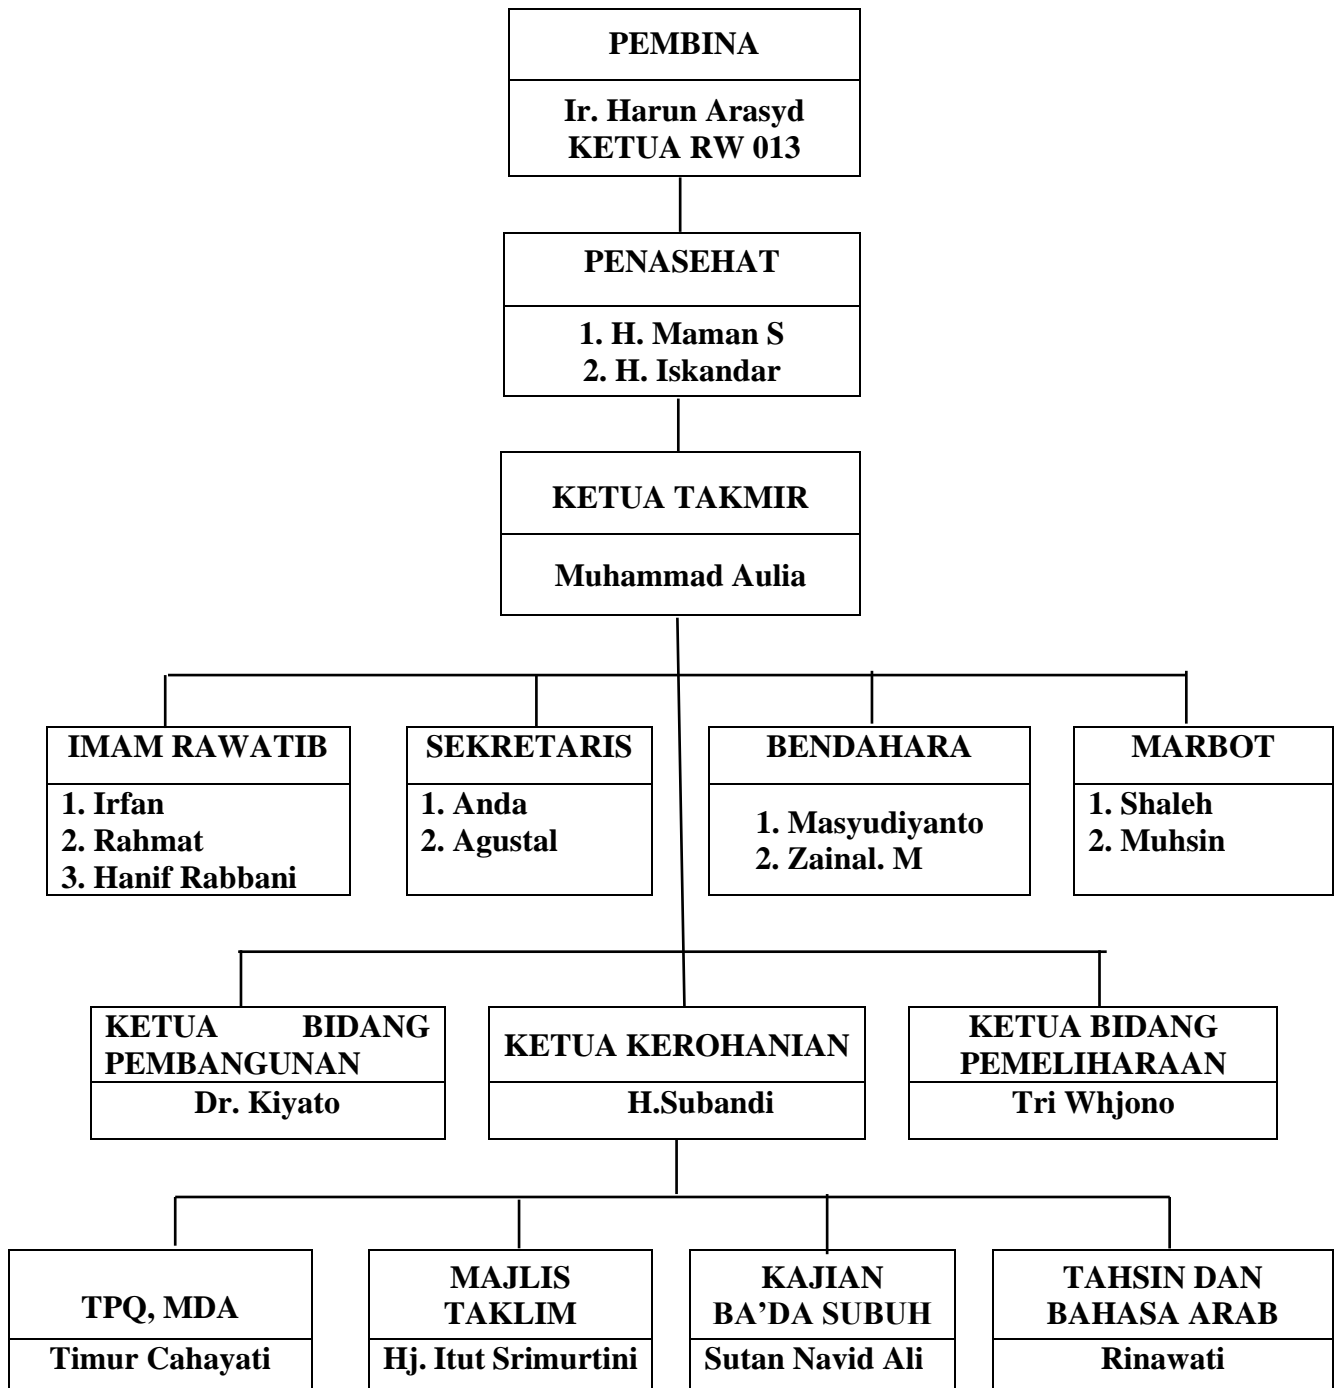 PEMBINA
Ir. Harun Arasyd
KETUA RW 013
PENASEHAT
1. H. Maman S
2. H. Iskandar
KETUA TAKMIR
Muhammad Aulia
IMAM RAWATIB
1. Irfan
2. Rahmat
3. Hanif Rabbani
SEKRETARIS
1. Anda
2. Agustal
BENDAHARA
1. Masyudiyanto
2. Zainal. M
MARBOT
1. Shaleh
2. Muhsin
KETUA BIDANG
PEMBANGUNAN
Dr. Kiyato
KETUA KEROHANIAN
H.Subandi
KETUA BIDANG
PEMELIHARAAN
Tri Whjono
TPQ, MDA
Timur Cahayati
MAJLIS
TAKLIM
Hj. Itut Srimurtini
KAJIAN
BA’DA SUBUH
Sutan Navid Ali
TAHSIN DAN
BAHASA ARAB
Rinawati